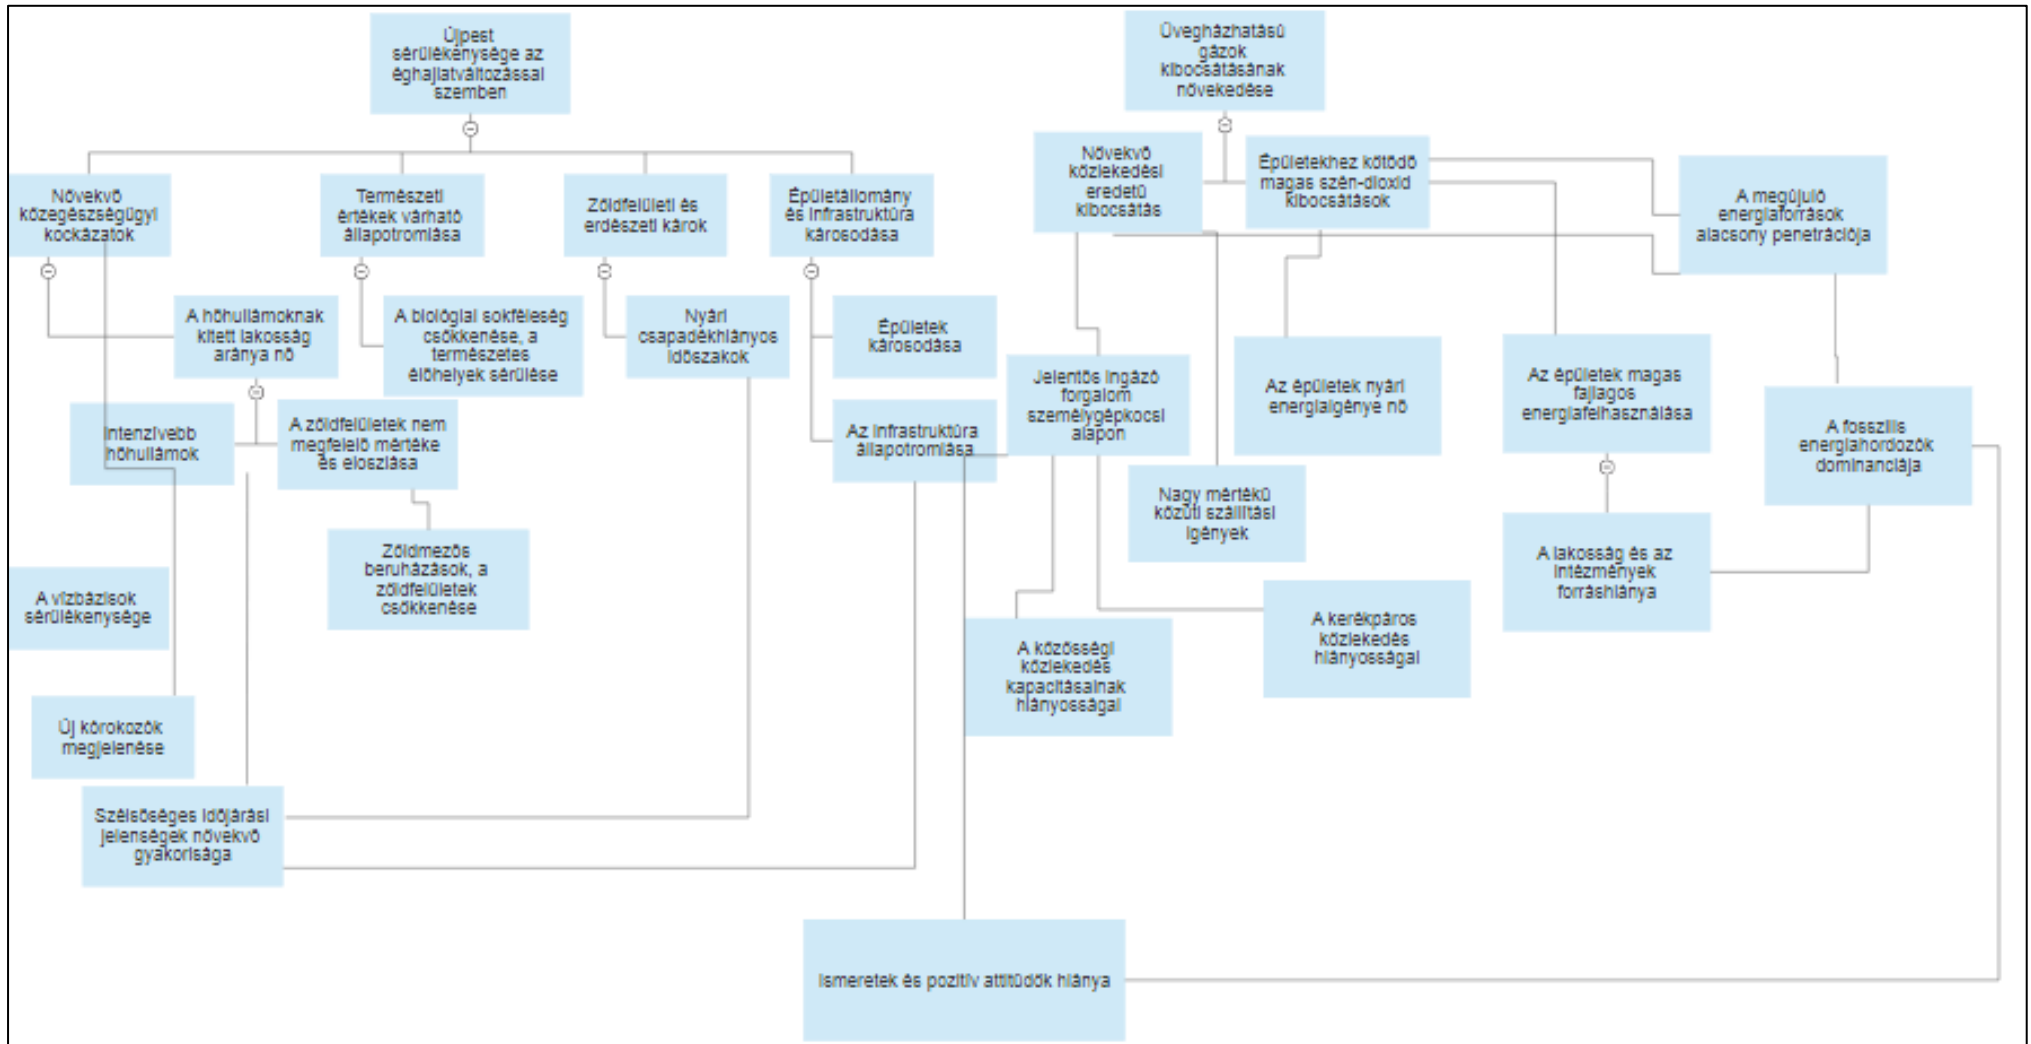 Újpest
sérülékenysége az
éghajlatváltozással
szemben
Üvegházhatású
gázok
kibocsátásának
növekedése
Növekvő
közegészségügyi
kockázatok
Természeti
értékek várható
állapotromlása
Zöldfelületi és
erdészeti károk
Épületállomány
és infrastruktúra
károsodása
Növekvő
közlekedési
eredetű
kibocsátás
Épületekhez kötődő
magas szén-dioxid
kibocsátások
A megújuló
energiaforrások
alacsony penetrációja
A hőhullámoknak
kitett lakosság
aránya nő
A biológiai sokféleség
csökkenése, a
természetes
élőhelyek sérülése
Nyári
csapadékhiányos
időszakok
Épületek
károsodása
Jelentős ingázó
forgalom
személygépkocsi
alapon
Az épületek nyári
energiaigénye nő
Az épületek magas
fajlagos
energiafelhasználása
A fosszilis
energiahordozók
dominanciája
Intenzívebb
hőhullámok
A zöldfelületek nem
megfelelő mértéke
és eloszlása
Az infrastruktúra
állapotromlása
Nagy mértékű
közúti szállítási
igények
Zöldmezős
beruházások, a
zöldfelületek
csökkenése
A lakosság és az
intézmények
forráshiánya
A vízbázisok
sérülékenysége
A közösségi
közlekedés
kapacitásainak
hiányosságai
A kerékpáros
közlekedés
hiányosságai
Új kórokozók
megjelenése
Szélsőséges időjárási
jelenségek növekvő
gyakorisága
Ismeretek és pozitív attitűdök hiánya